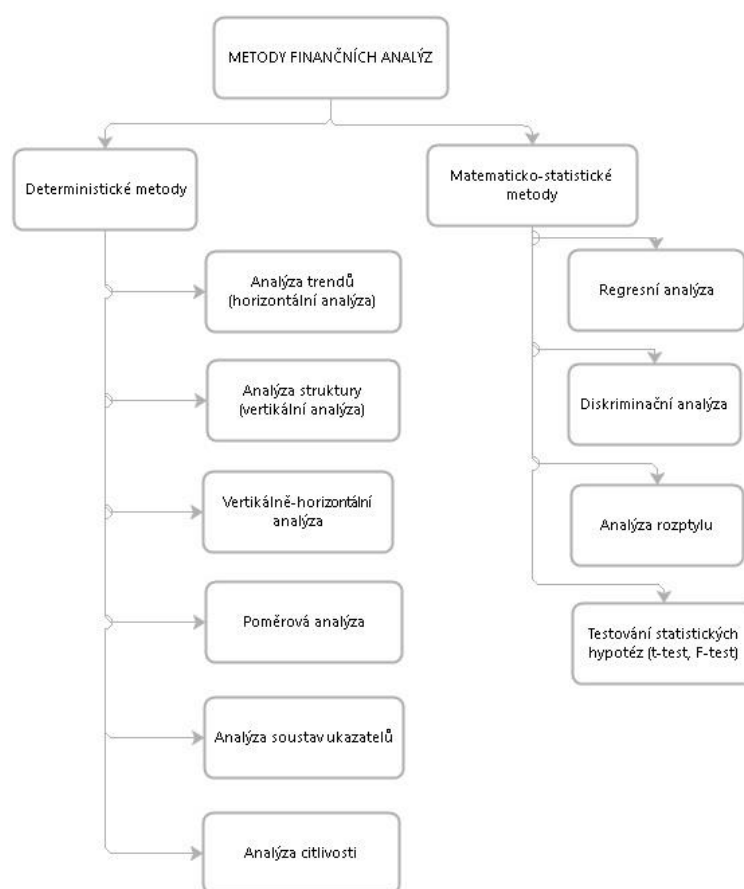 METODY FINANČNÍCH ANALÝZ
Deterministické metody
Analýza trendů
(horizontální analýza)
Analýza struktury
(vertikální analýza)
Vertikálně-horizontální
analýza
Poměrová analýza
Analýza soustav ukazatelů
Analýza citlivosti
Matematicko-statistické
metody
Regresní analýza
Diskriminační analýza
Analýza rozptylu
Testování statistických
hypotéz (t-test, F-test)